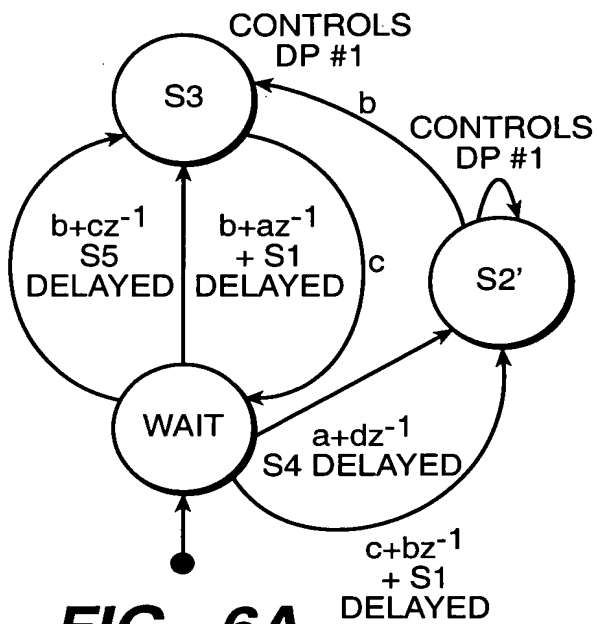 CONTROLS
DP #1
S3
b
CONTROLS
DP #1
b+cz-1
S5
DELAYED
b+az-1
+ S1
DELAYED
c
S2'
WAIT
a+dz-1
S4 DELAYED
c+bz-1
+ S1
DELAYED
FIG._6A